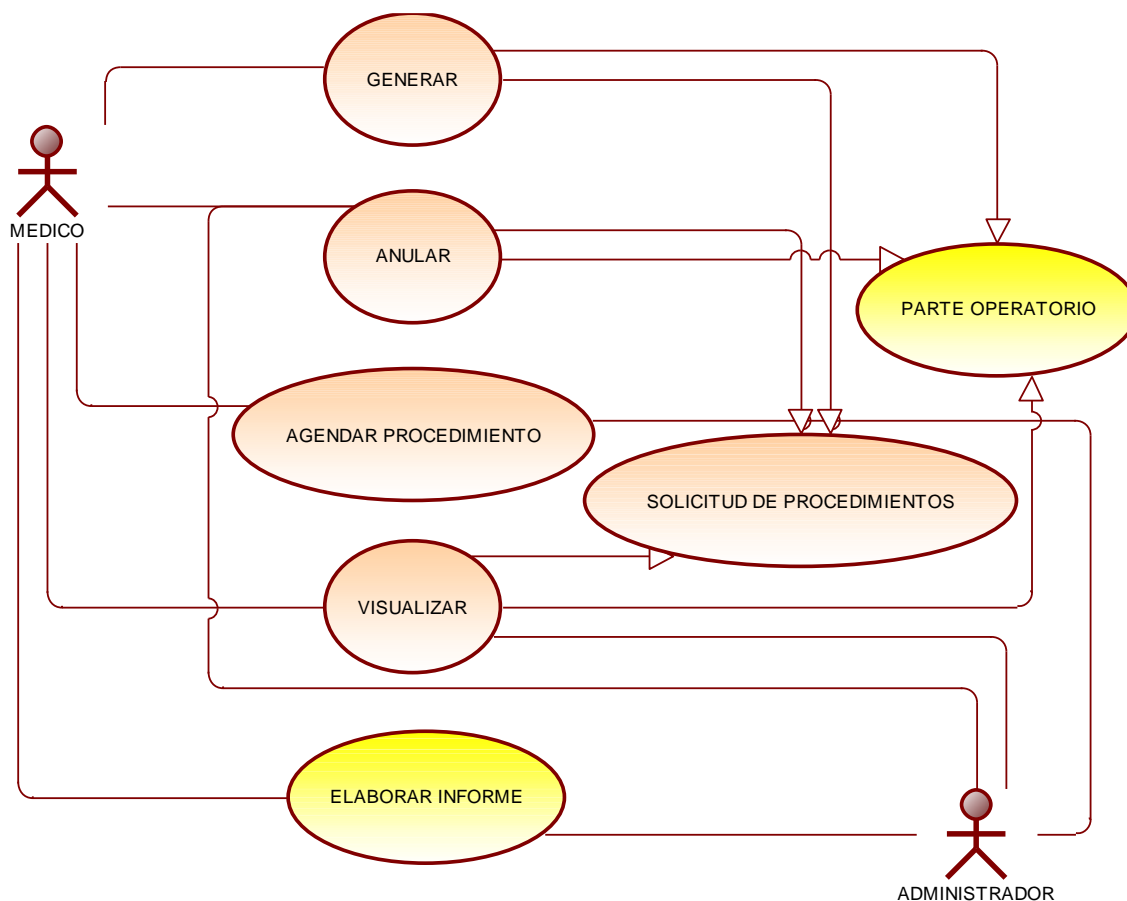 GENERAR
MEDICO
ANULAR
PARTE OPERATORIO
AGENDAR PROCEDIMIENTO
SOLICITUD DE PROCEDIMIENTOS
VISUALIZAR
ELABORAR INFORME
ADMINISTRADOR